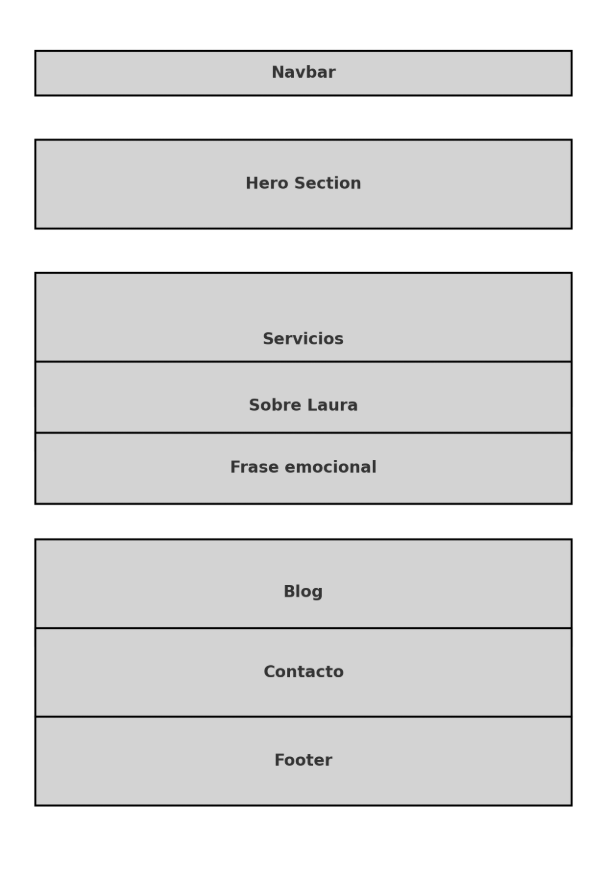 Navbar
Hero Section
Servicios
Sobre Laura
Frase emocional
Blog
Contacto
Footer